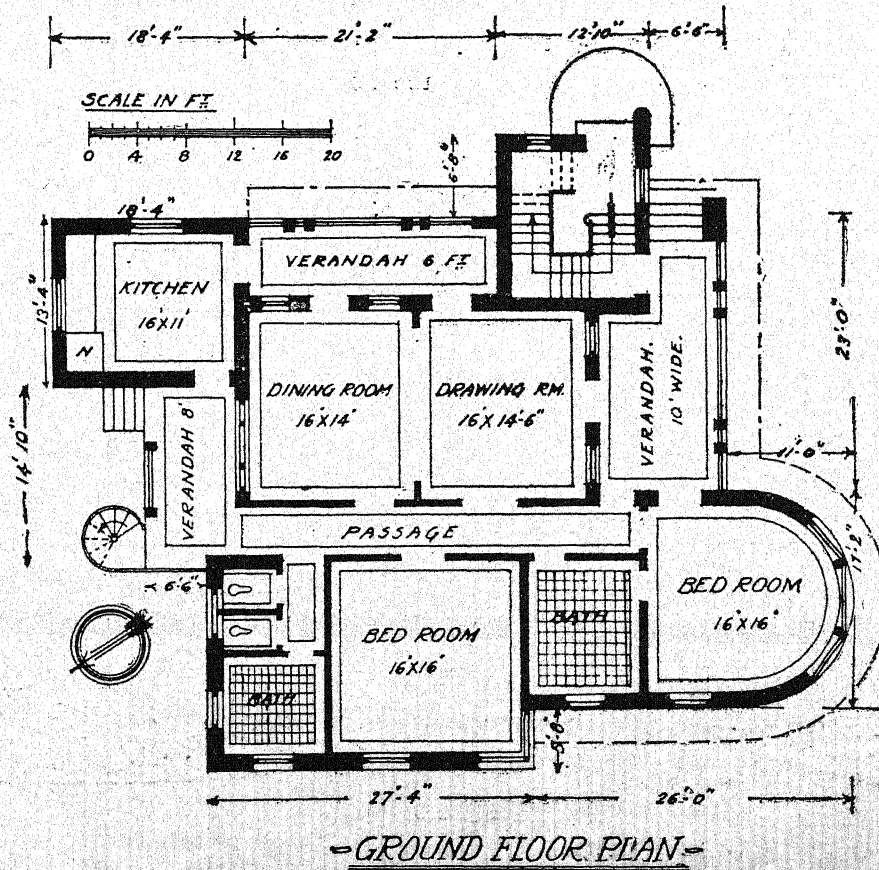 18'-4" 21'-2" 12'10" 6'-6"
SCALE IN FT
0 4 8 12 16 20
6'-8"
18'-4"
VERANDAH 6 FT
KITCHEN
16'X11'
13'-4"
N
DINING ROOM
16'X14'
DRAWING RM.
16'X14'-6"
VERANDAH.
10' WIDE.
23'-0"
11'-0"
14' 10"
VERANDAH 8'
PASSAGE
17'-2"
6'-6"
BED ROOM
16'X16'
BATH
BED ROOM
16'X16'
BATH
27'-4" 26'-0"
-GROUND FLOOR PLAN-